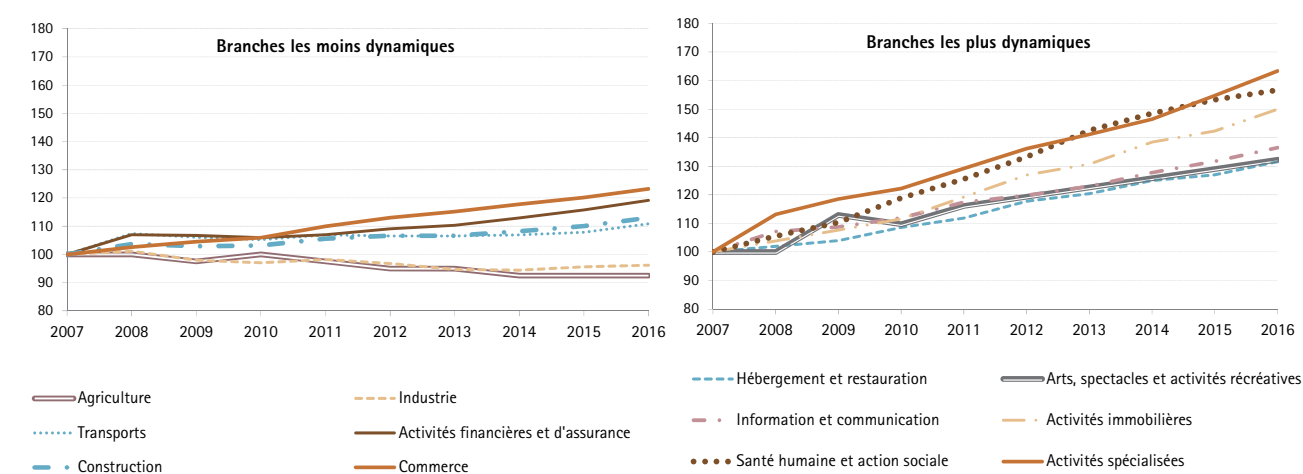 Branches les moins dynamiques
180
170
160
150
140
130
120
110
100
90
80
2007 2008 2009 2010 2011 2012 2013 2014 2015 2016
Agriculture
Industrie
Transports
Activités financières et d'assurance
Construction
Commerce
Branches les plus dynamiques
180
170
160
150
140
130
120
110
100
90
80
2007 2008 2009 2010 2011 2012 2013 2014 2015 2016
Hébergement et restauration
Arts, spectacles et activités récréatives
Information et communication
Activités immobilières
Santé humaine et action sociale
Activités spécialisées